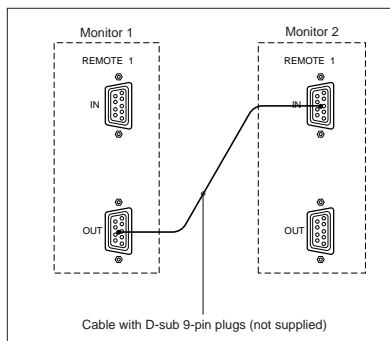 Monitor 1
REMOTE 1
IN
OUT
Monitor 2
REMOTE 1
IN
OUT
Cable with D-sub 9-pin plugs (not supplied)